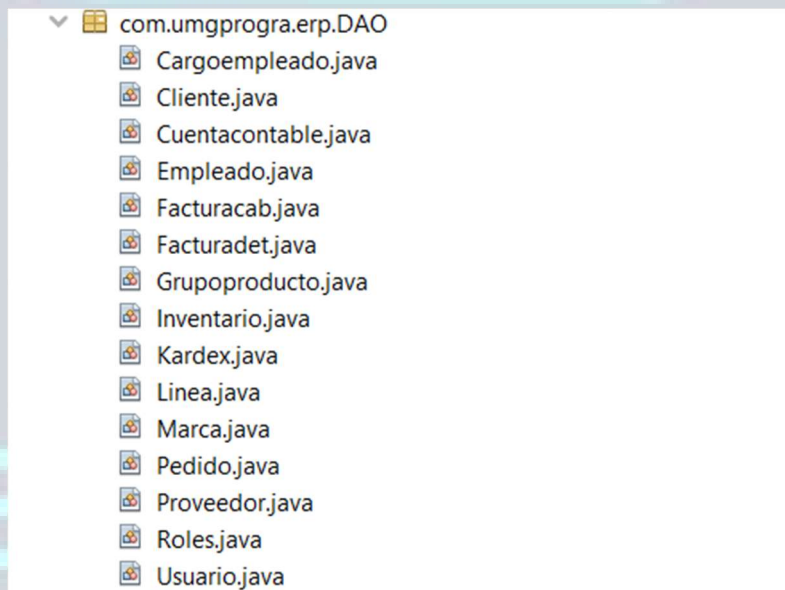 com.umgprogra.erp.DAO
Cargoempleado.java
Cliente.java
Cuentacontable.java
Empleado.java
Facturacab.java
Facturadet.java
Grupoproducto.java
Inventario.java
Kardex.java
Linea.java
Marca.java
Pedido.java
Proveedor.java
Roles.java
Usuario.java